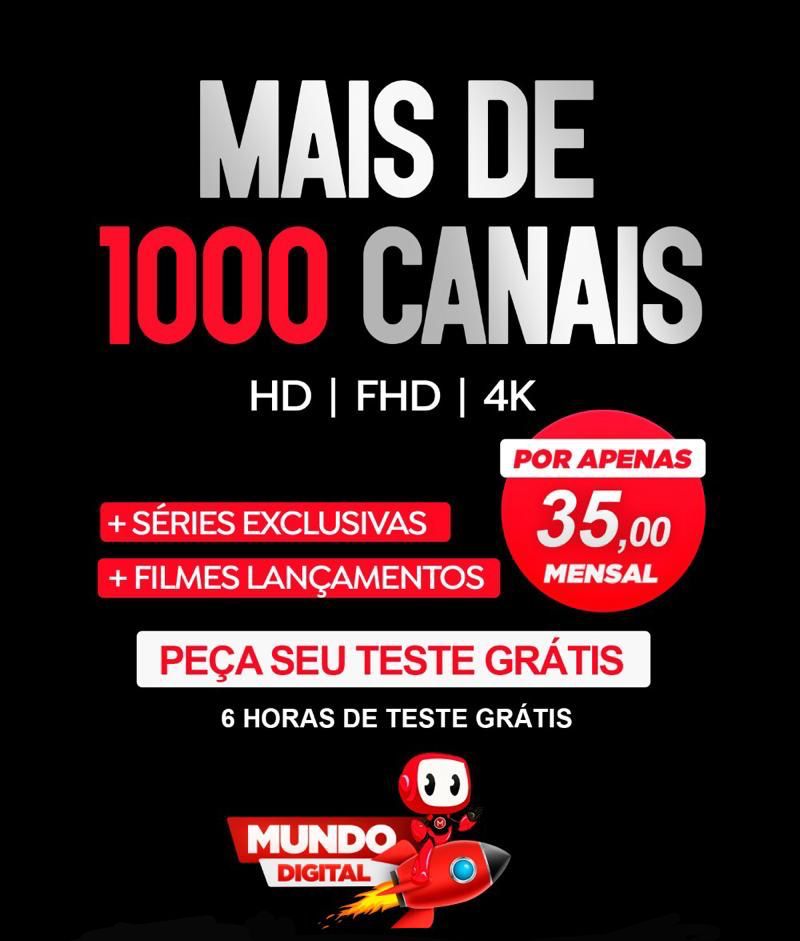 MAIS DE
1000 CANAIS
HD | FHD | 4K
POR APENAS
35,00
MENSAL
+ SÉRIES EXCLUSIVAS
+ FILMES LANÇAMENTOS
PEÇA SEU TESTE GRÁTIS
6 HORAS DE TESTE GRÁTIS
M
MUNDO
DIGITAL